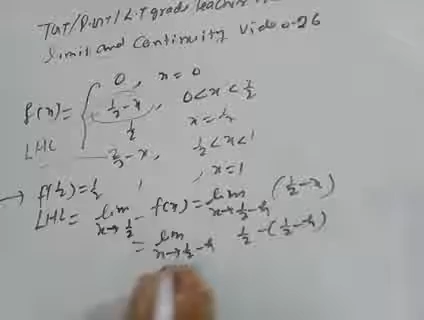 TGT/P.G.T/L.T grade teacher
limit and continuity video-26
0, x=0
f(x)= { 1/2-x, 0<x<1/2
1/2, x=1/2
LHL
3/2-x, 1/2<x<1
1, x=1
→ f(1/2)=1/2
LHL= lim x→1/2- f(x)= lim x→1/2-h (1/2-x)
= lim x→1/2-h 1/2-(1/2-h)